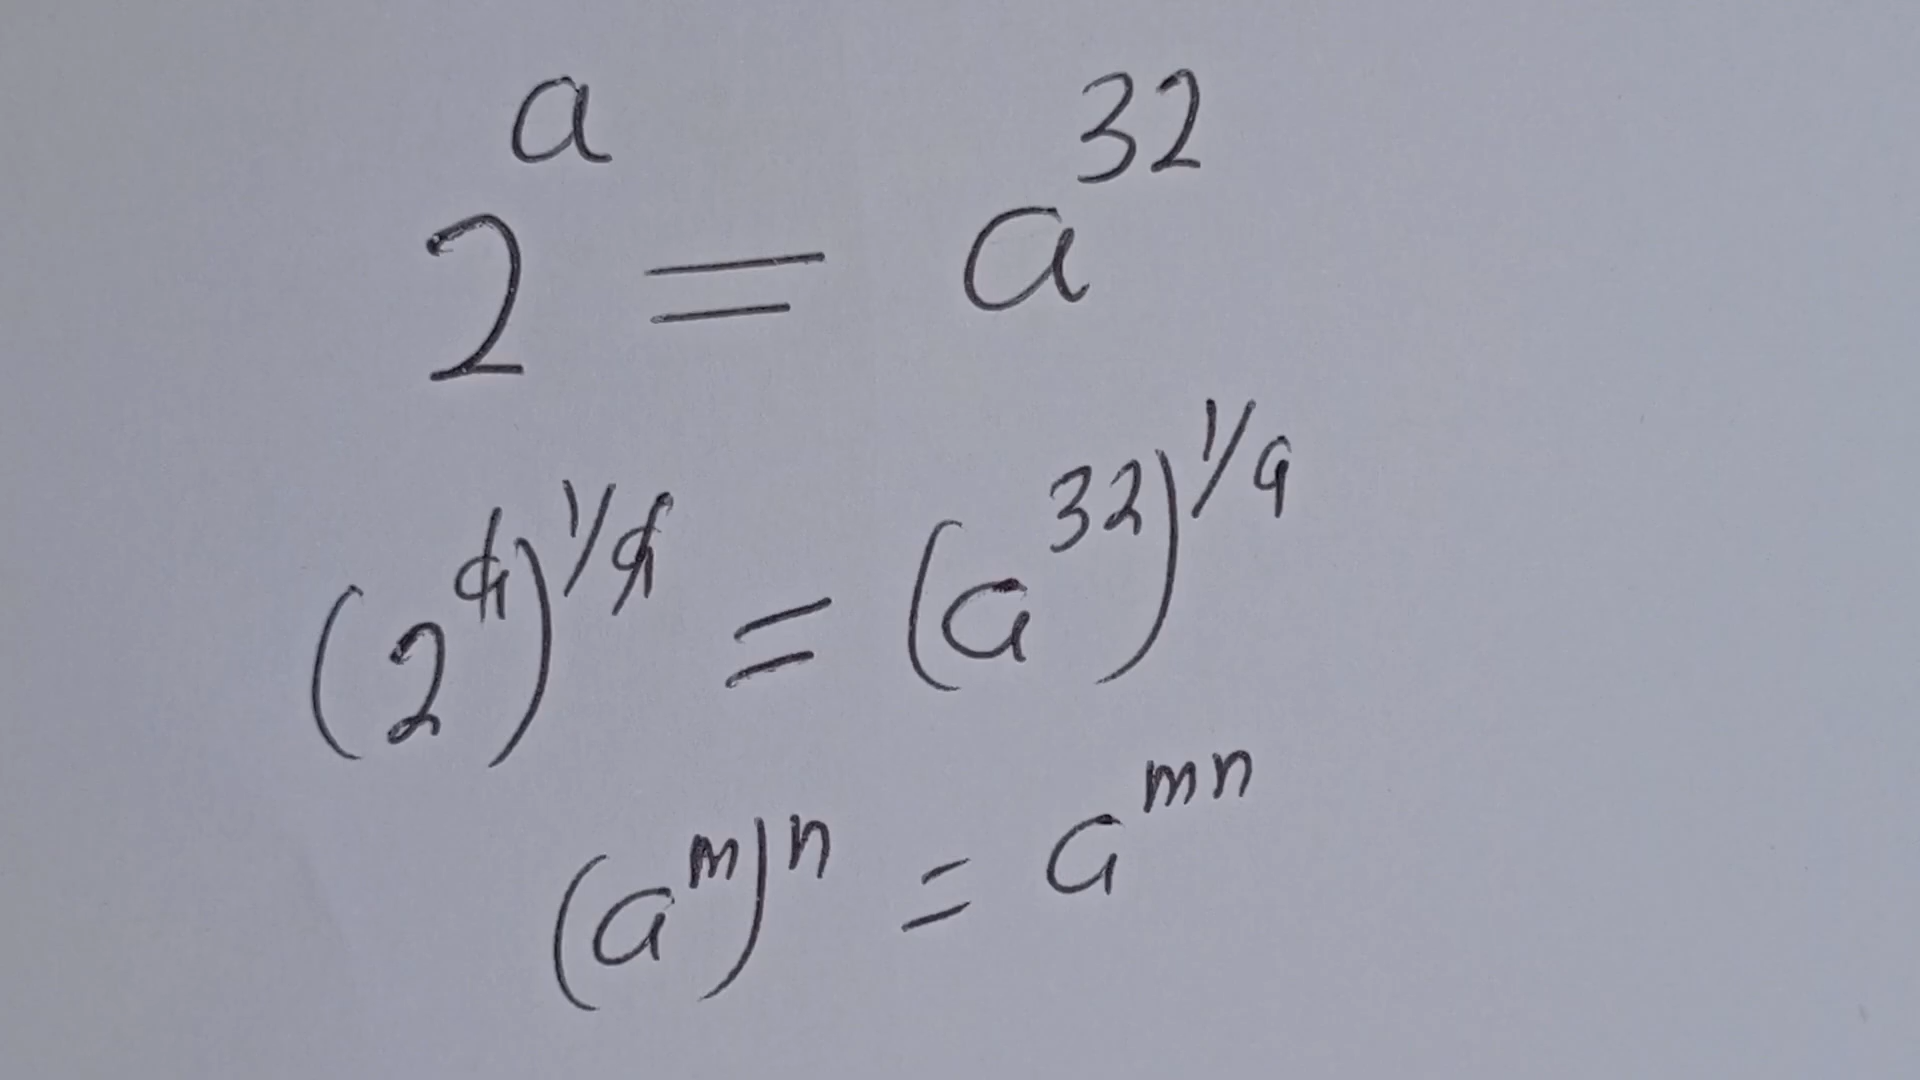 2^a = a^32
(2^a)^1/a = (a^32)^1/a
(a^m)^n = a^mn